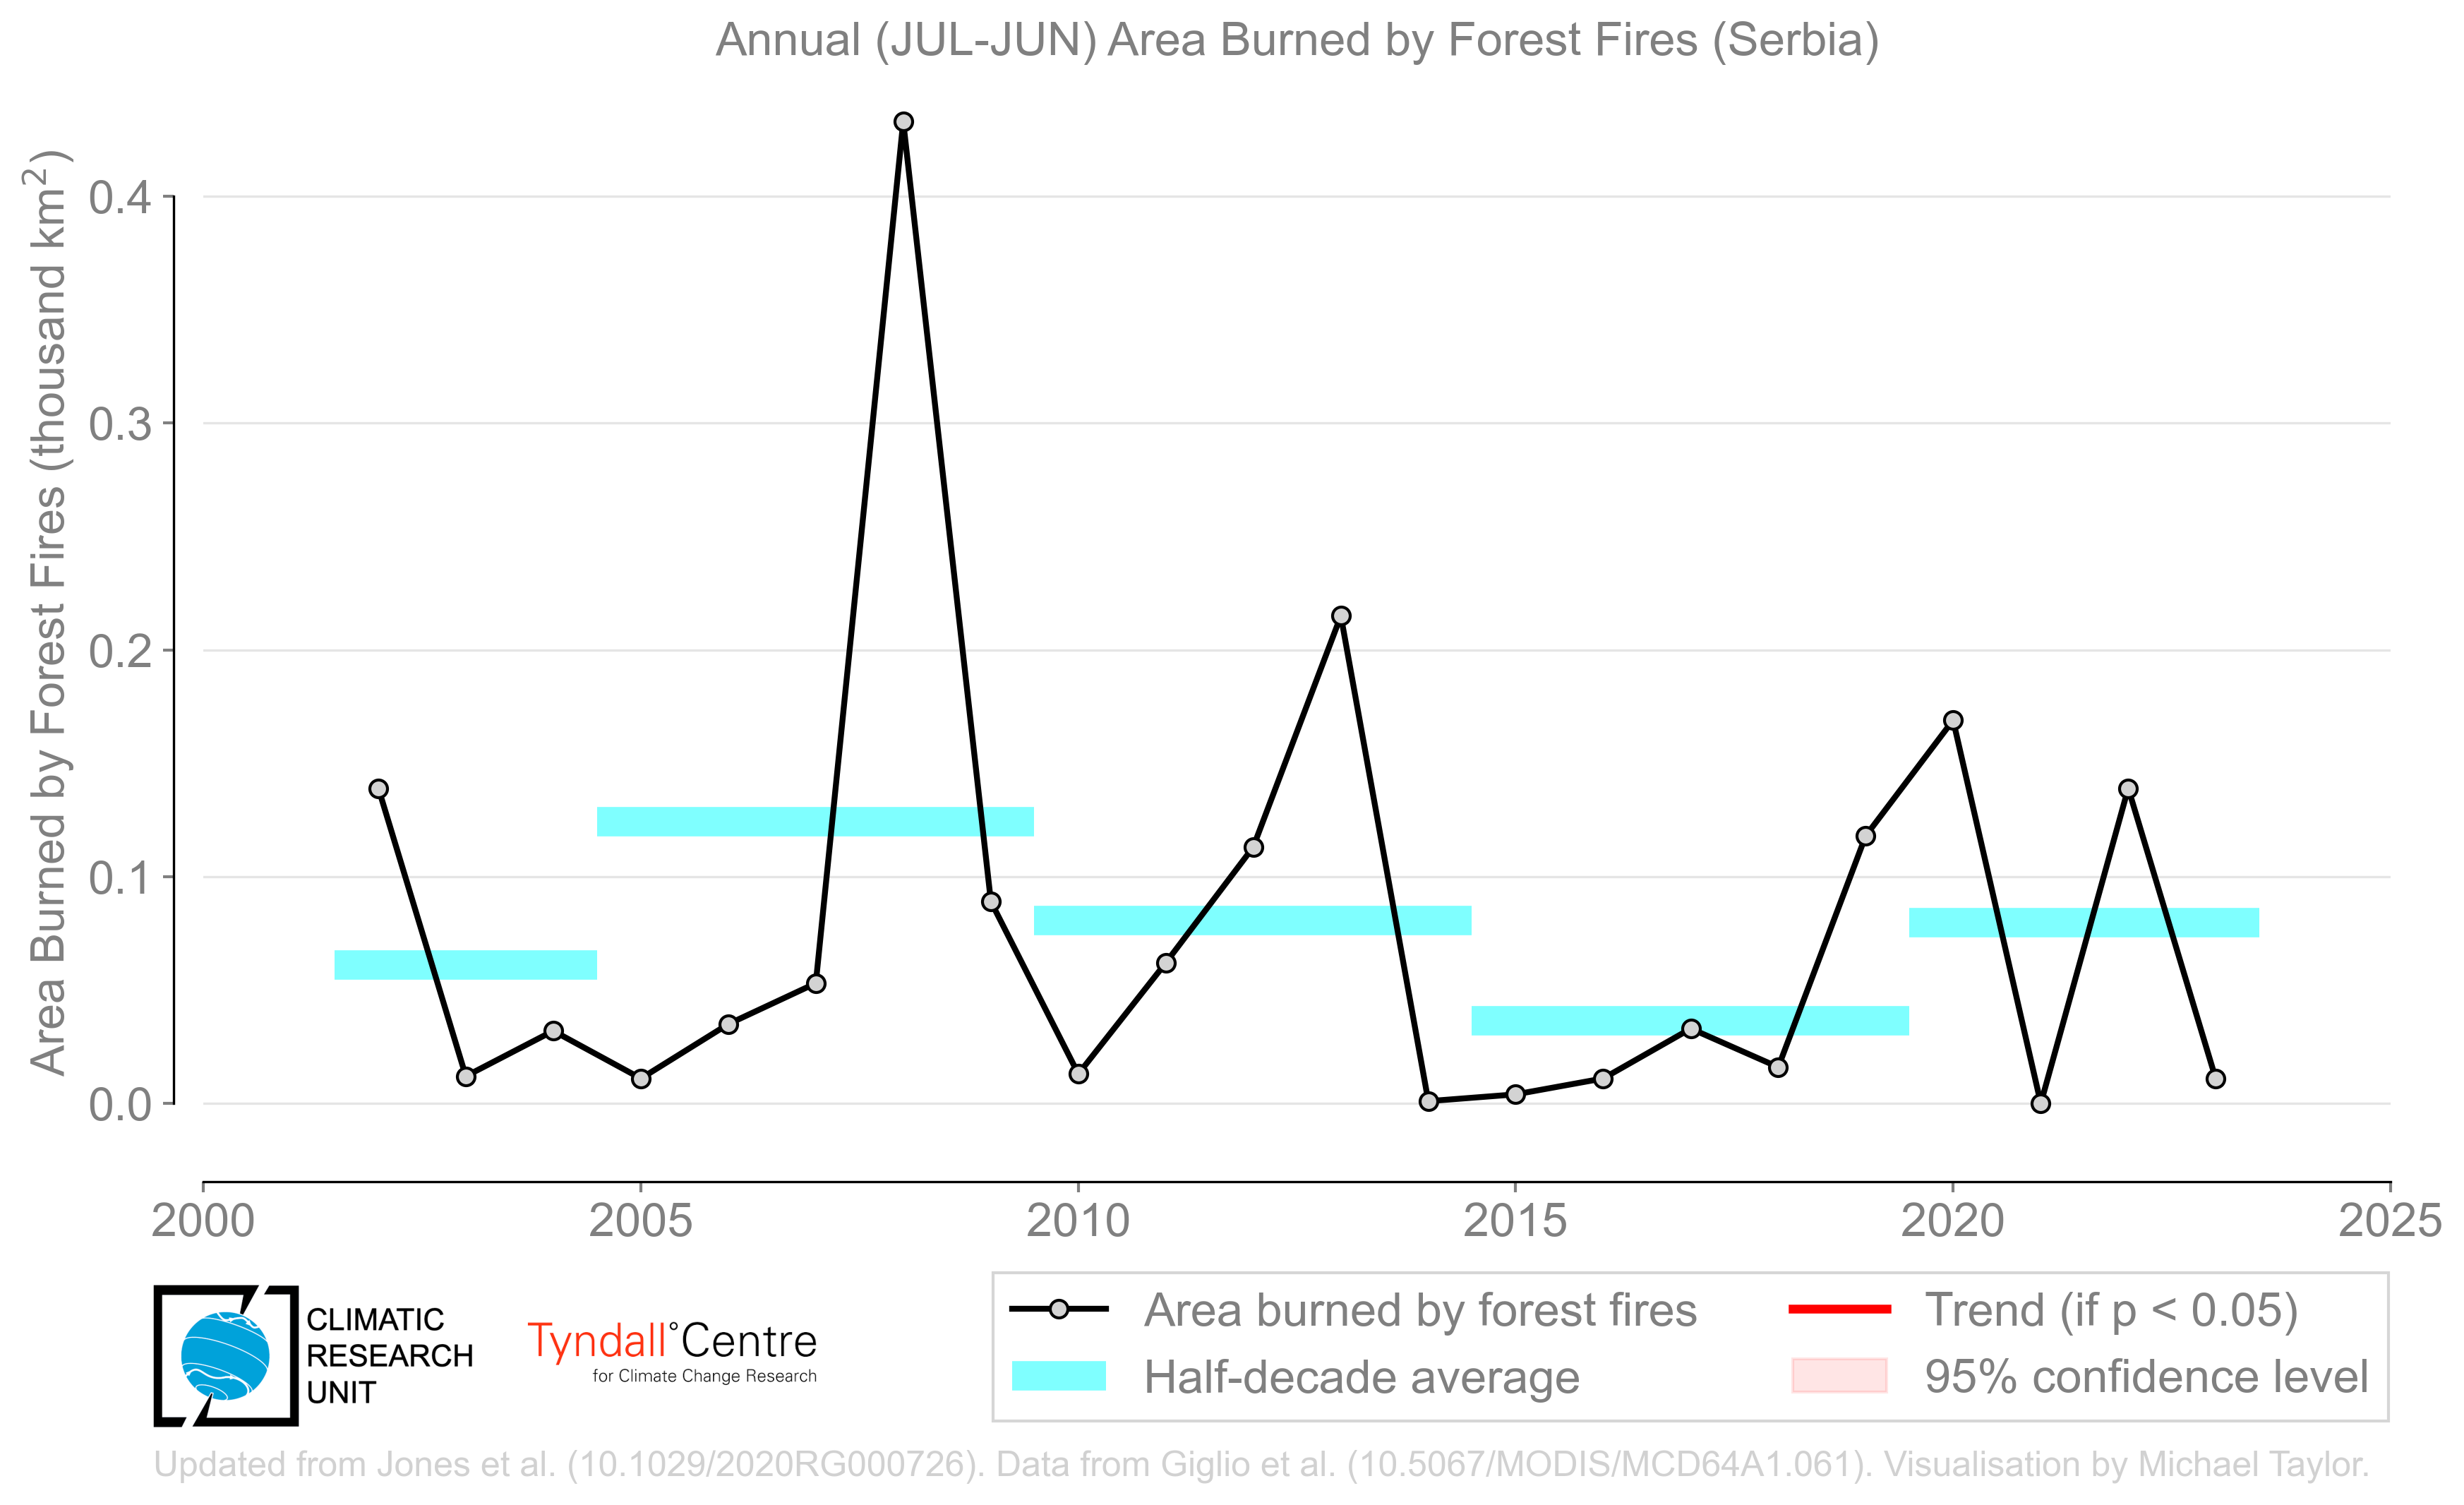 Annual (JUL-JUN) Area Burned by Forest Fires (Serbia)
Area Burned by Forest Fires (thousand km²)
0.4
0.3
0.2
0.1
0.0
2000 2005 2010 2015 2020 2025
Area burned by forest fires
Half-decade average
Trend (if p < 0.05)
95% confidence level
CLIMATIC
RESEARCH
UNIT
Tyndall°Centre
for Climate Change Research
Updated from Jones et al. (10.1029/2020RG000726). Data from Giglio et al. (10.5067/MODIS/MCD64A1.061). Visualisation by Michael Taylor.